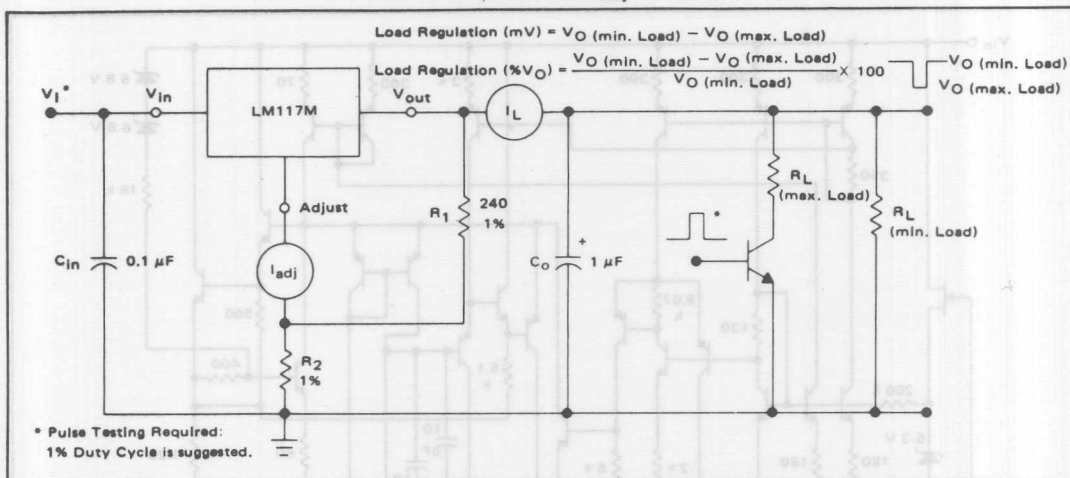 Load Regulation (mV) = VO (min. Load) − VO (max. Load)
Load Regulation (%VO) = VO (min. Load) − VO (max. Load) / VO (min. Load) X 100
VO (min. Load)
VO (max. Load)
VI*
Vin
LM117M
Vout
IL
Adjust
Iadj
R1
240
1%
Cin
0.1 µF
R2
1%
+
Co
1 µF
*
RL
(max. Load)
RL
(min. Load)
* Pulse Testing Required:
1% Duty Cycle is suggested.